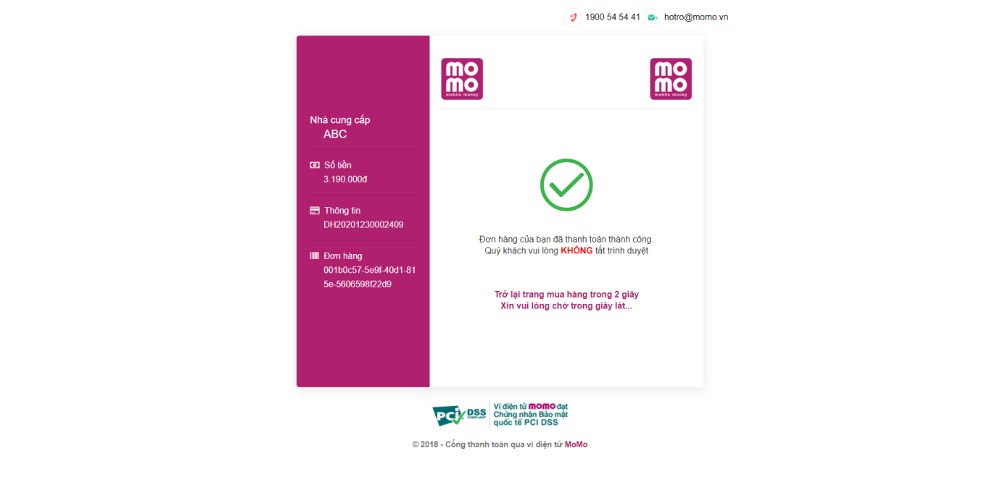 1900 54 54 41 hotro@momo.vn
Nhà cung cấp
ABC
Số tiền
3.190.000đ
Thông tin
DH20201230002409
Đơn hàng
001b0c57-5e9f-40d1-81
5e-5606598f22d9
mo mo
mo mo
mobile money mobile money
Đơn hàng của bạn đã thanh toán thành công.
Quý khách vui lòng KHÔNG tắt trình duyệt
Trở lại trang mua hàng trong 2 giây
Xin vui lòng chờ trong giây lát...
PCI DSS
COMPLIANT
Ví điện tử momo đạt
Chứng nhận Bảo mật
quốc tế PCI DSS
© 2018 - Cổng thanh toán qua ví điện tử MoMo